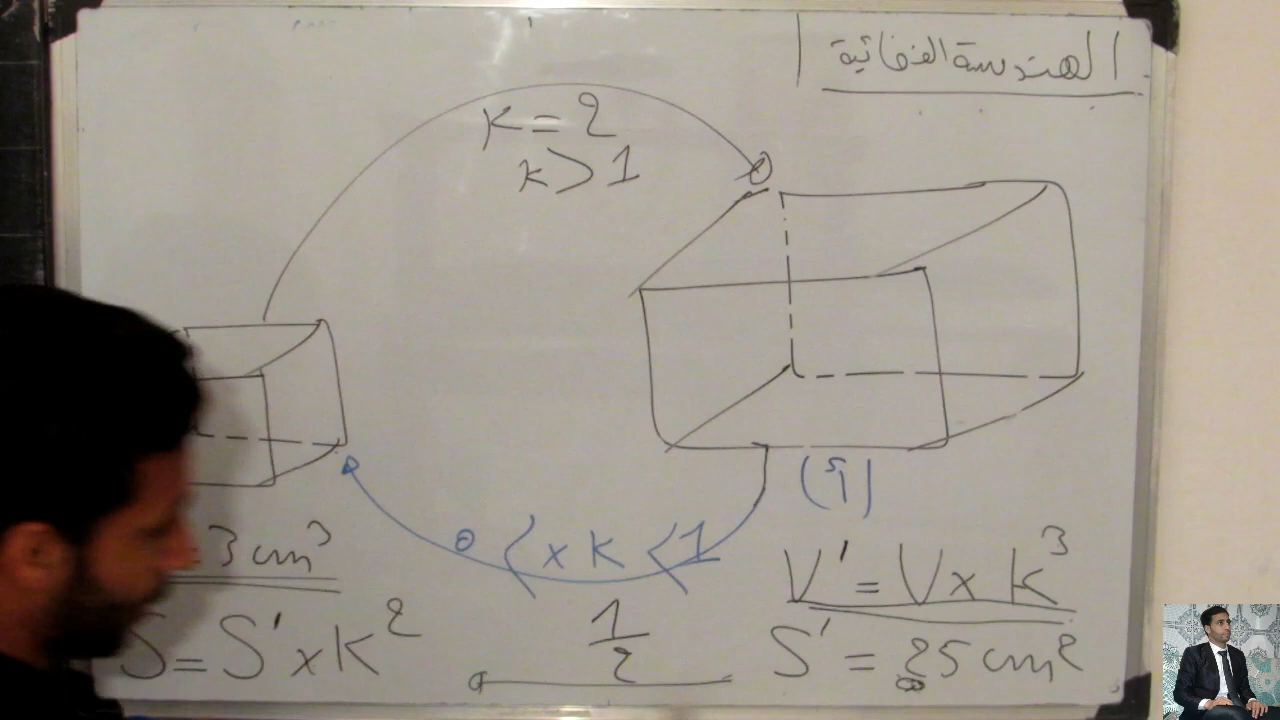 الهندسة الفضائية
K = 2
K > 1
(؟)
0 < x K < 1
1/2
= 3 cm³
V' = V x K³
S = S' x K²
S' = 25 cm²